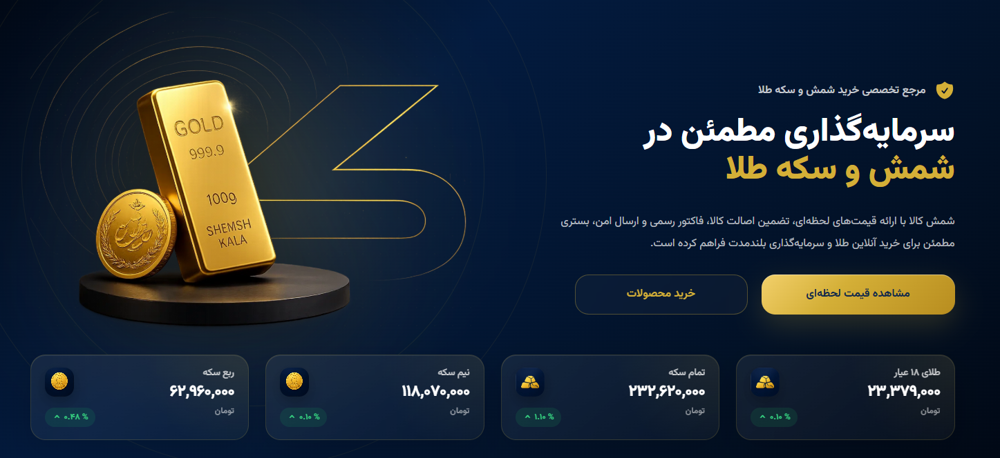 مرجع تخصصی خرید شمش و سکه طلا
سرمایه‌گذاری مطمئن در
شمش و سکه طلا
شمش کالا با ارائه قیمت‌های لحظه‌ای، تضمین اصالت کالا، فاکتور رسمی و ارسال امن، بستری
مطمئن برای خرید آنلاین طلا و سرمایه‌گذاری بلندمدت فراهم کرده است.
مشاهده قیمت لحظه‌ای
خرید محصولات
GOLD
999.9
100g
SHEMSH
KALA
طلای ۱۸ عیار
۲۳,۳۷۹,۰۰۰
تومان
۰.۱۰ %
تمام سکه
۲۳۲,۶۲۰,۰۰۰
تومان
۱.۱۰ %
نیم سکه
۱۱۸,۰۷۰,۰۰۰
تومان
۰.۱۰ %
ربع سکه
۶۲,۹۶۰,۰۰۰
تومان
۰.۴۸ %